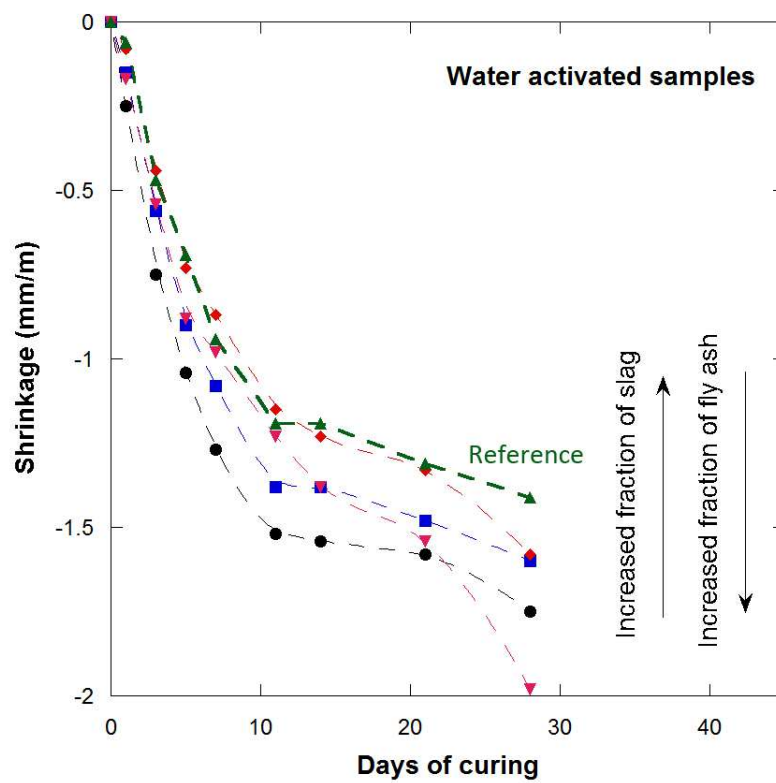 0
-0.5
-1
-1.5
-2
0
10
20
30
40
Shrinkage (mm/m)
Days of curing
Water activated samples
Reference
Increased fraction of slag
Increased fraction of fly ash